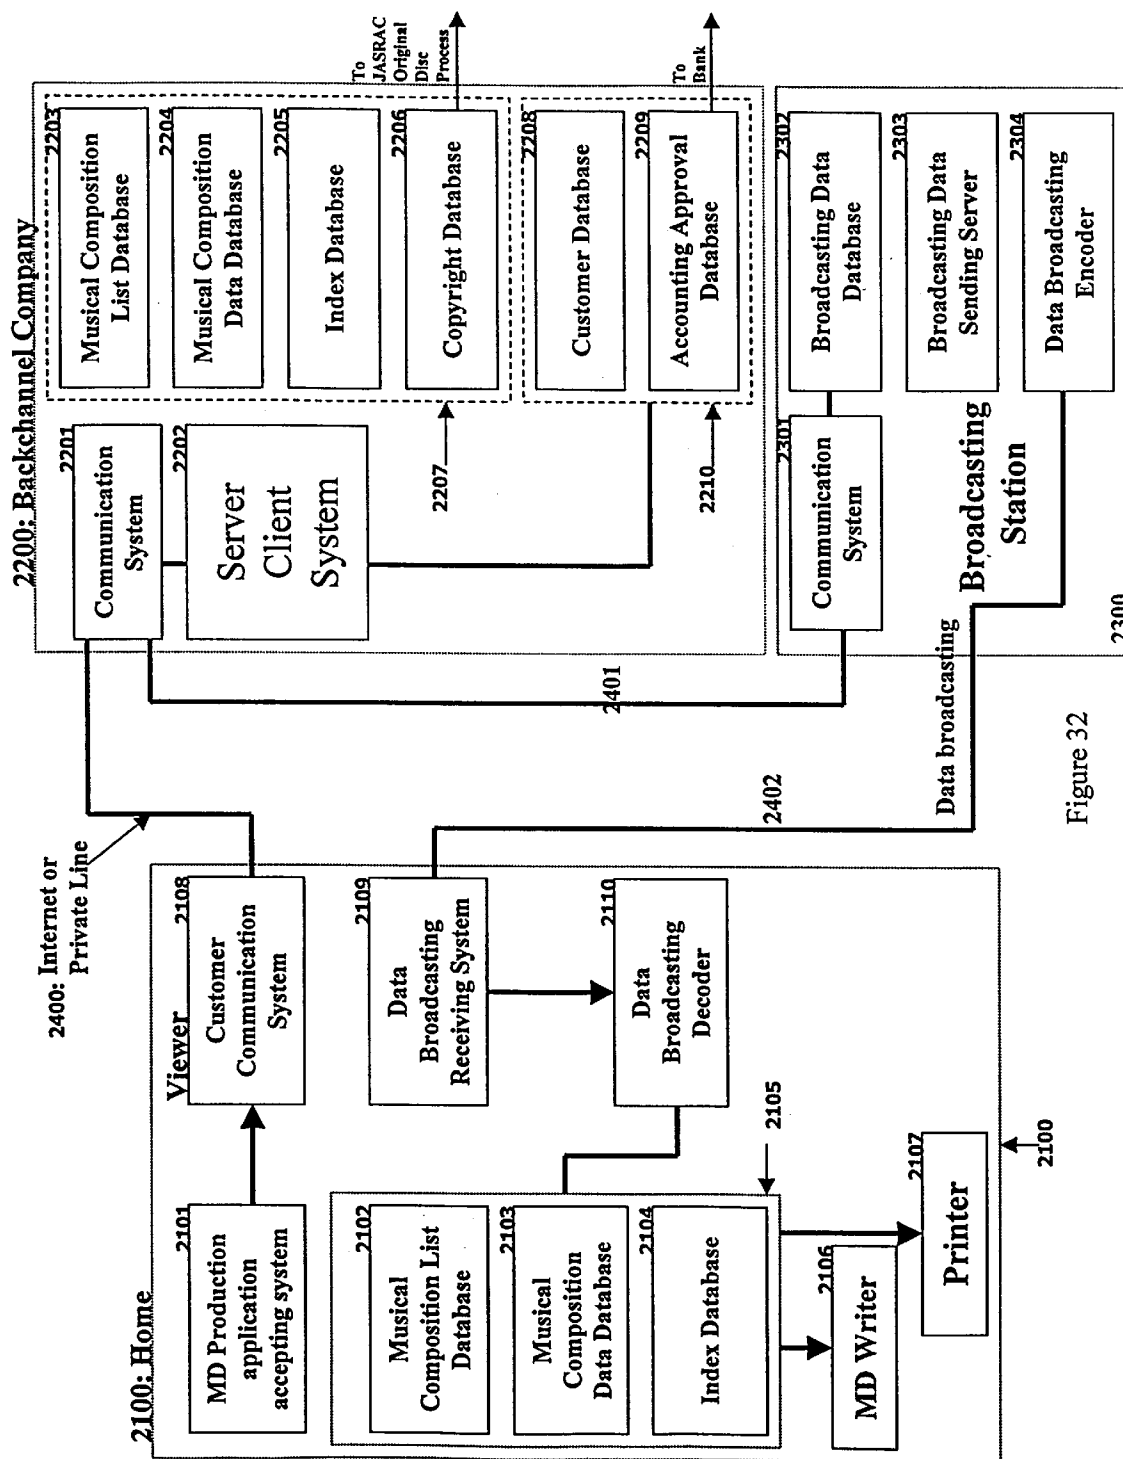 2100: Home
2101
MD Production
application
accepting system
Viewer
2108
Customer
Communication
System
2400: Internet or
Private Line
2102
Musical
Composition List
Database
2103
Musical
Composition
Data Database
2104
Index Database
2105
2109
Data
Broadcasting
Receiving System
2110
Data
Broadcasting
Decoder
2106
MD Writer
2107
Printer
2100
2200: Backchannel Company
2201
Communication
System
2202
Server
Client
System
2203
Musical Composition
List Database
2204
Musical Composition
Data Database
2205
Index Database
2206
Copyright Database
2207
To
JASRAC
Original
Disc
Process
2208
Customer Database
2209
Accounting Approval
Database
2210
To
Bank
2401
2402
Data broadcasting
2301
Communication
System
2302
Broadcasting Data
Database
2303
Broadcasting Data
Sending Server
2304
Data Broadcasting
Encoder
Broadcasting
Station
2300
Figure 32